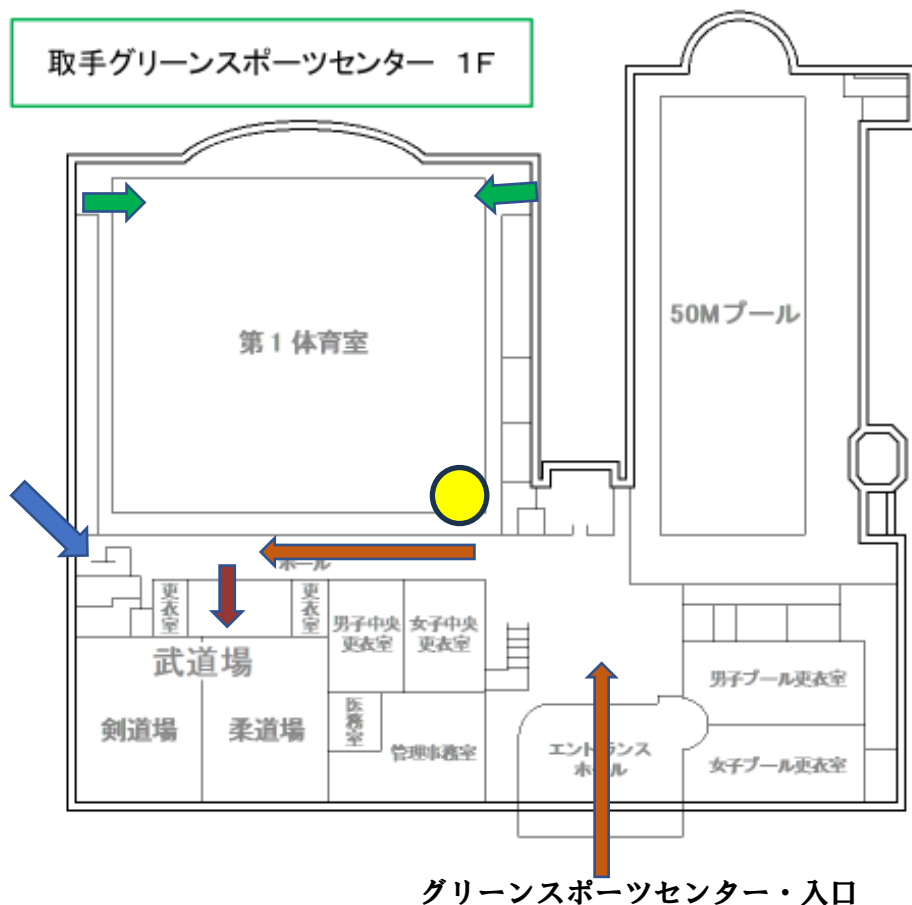 取手グリーンスポーツセンター 1F
50Mプール
第1体育室
ホール
更衣室
更衣室
男子中央
更衣室
女子中央
更衣室
武道場
剣道場
柔道場
医務室
管理事務室
エントランス
ホール
男子プール更衣室
女子プール更衣室
グリーンスポーツセンター・入口